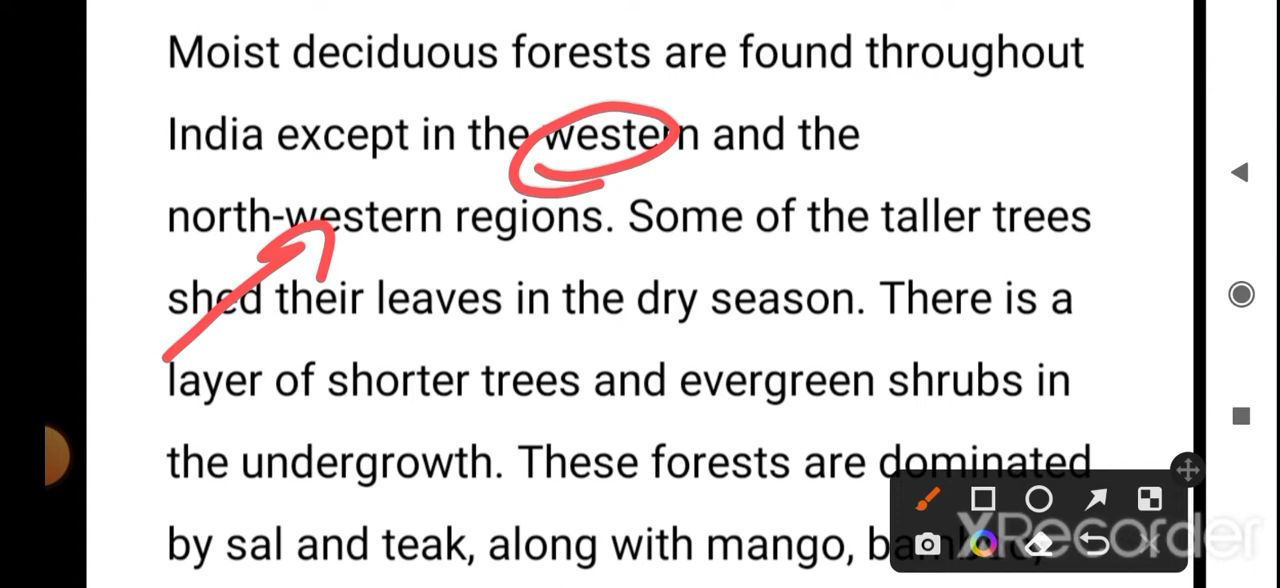 Moist deciduous forests are found throughout
India except in the western and the
north-western regions. Some of the taller trees
shed their leaves in the dry season. There is a
layer of shorter trees and evergreen shrubs in
the undergrowth. These forests are dominated
by sal and teak, along with mango,
XRecorder